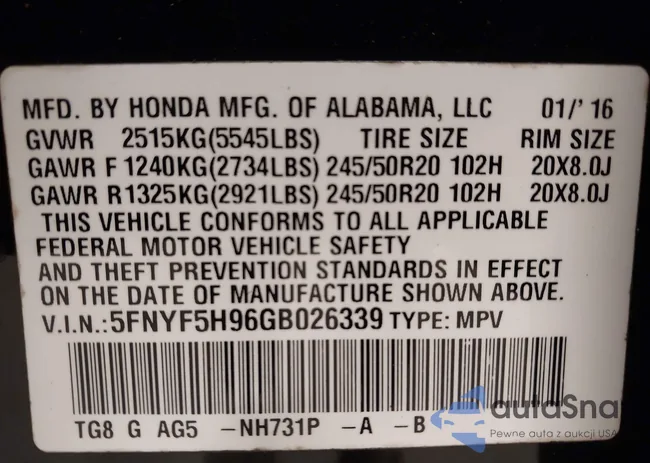 MFD. BY HONDA MFG. OF ALABAMA, LLC 01/' 16
GVWR 2515KG(5545LBS) TIRE SIZE RIM SIZE
GAWR F 1240KG(2734LBS) 245/50R20 102H 20X8.0J
GAWR R 1325KG(2921LBS) 245/50R20 102H 20X8.0J
THIS VEHICLE CONFORMS TO ALL APPLICABLE
FEDERAL MOTOR VEHICLE SAFETY
AND THEFT PREVENTION STANDARDS IN EFFECT
ON THE DATE OF MANUFACTURE SHOWN ABOVE.
V.I.N.:5FNYF5H96GB026339 TYPE: MPV
TG8 G AG5 -NH731P -A -B
autaSna
Pewne auta z aukcji USA